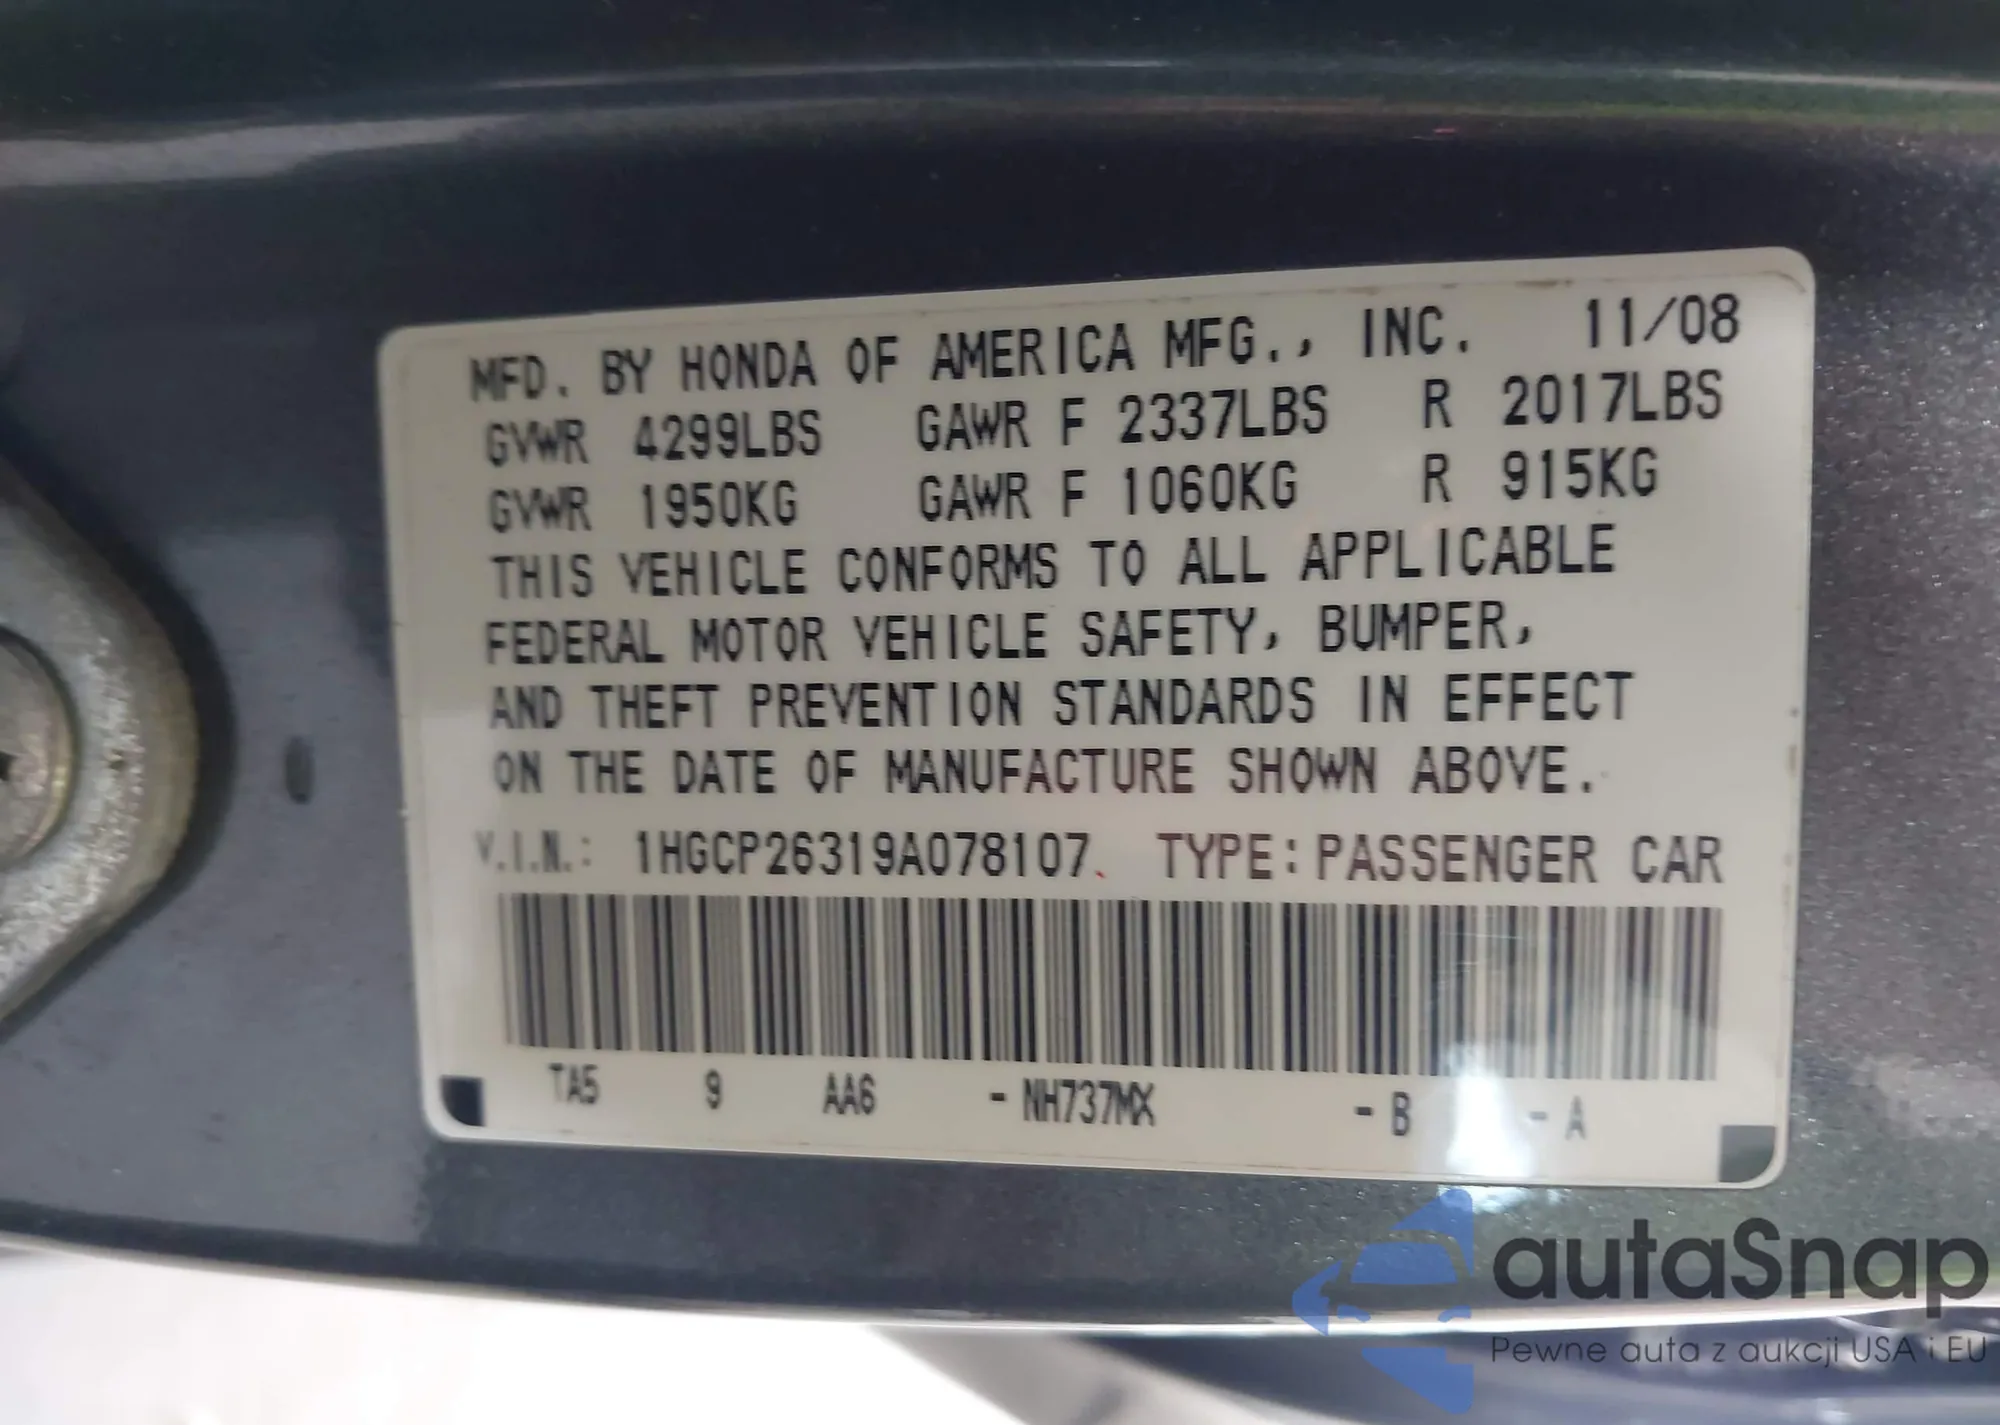 MFD. BY HONDA OF AMERICA MFG., INC. 11/08
GVWR 4299LBS GAWR F 2337LBS R 2017LBS
GVWR 1950KG GAWR F 1060KG R 915KG
THIS VEHICLE CONFORMS TO ALL APPLICABLE
FEDERAL MOTOR VEHICLE SAFETY, BUMPER,
AND THEFT PREVENTION STANDARDS IN EFFECT
ON THE DATE OF MANUFACTURE SHOWN ABOVE.
V.I.N.: 1HGCP26319A078107 TYPE: PASSENGER CAR
TA5 9 AA6 - NH737MX - B - A
autaSnap
Pewne auta z aukcji USA i EU